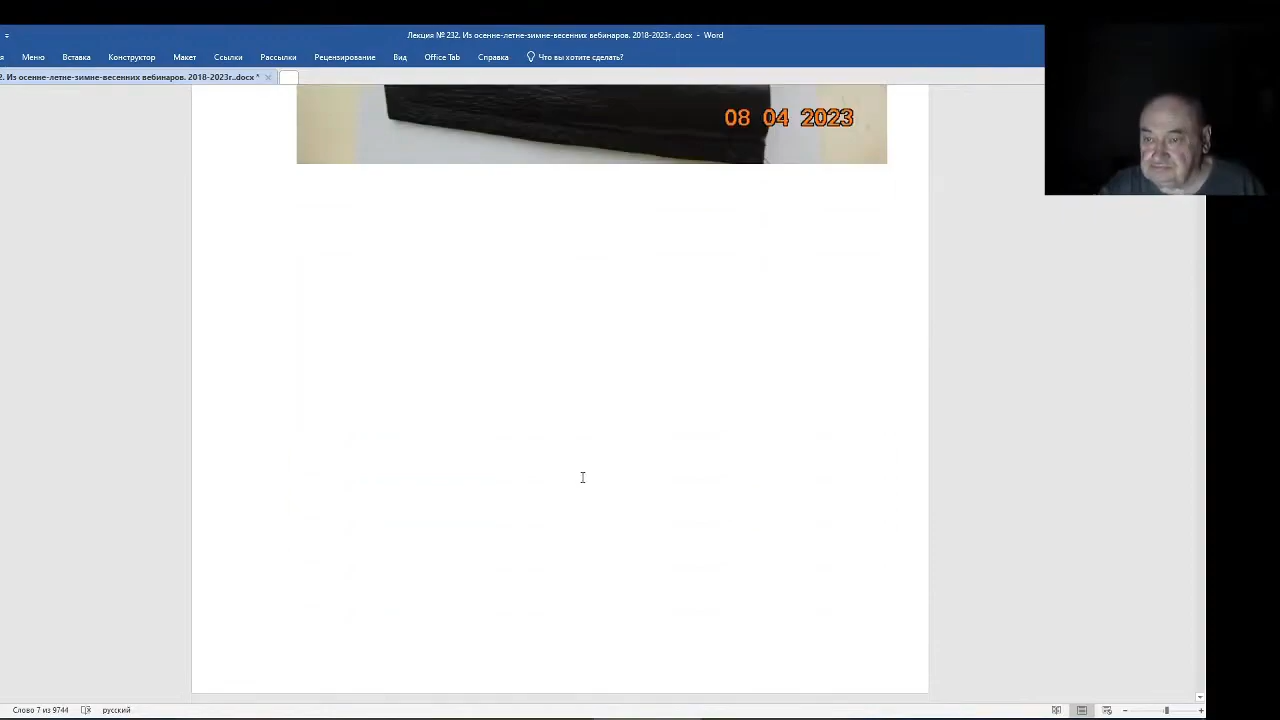 Лекция № 232. Из осенне-летне-зимне-весенних вебинаров. 2018-2023г..docx - Word
я Меню Вставка Конструктор Макет Ссылки Рассылки Рецензирование Вид Office Tab Справка Что вы хотите сделать?
2. Из осенне-летне-зимне-весенних вебинаров. 2018-2023г..docx *
08 04 2023
Слово 7 из 9744 русский